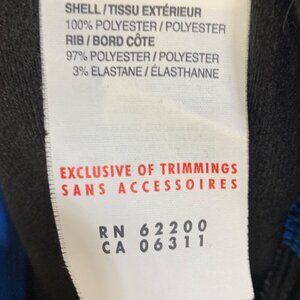 SHELL / TISSU EXTÉRIEUR
100% POLYESTER / POLYESTER
RIB / BORD CÔTE
97% POLYESTER / POLYESTER
3% ELASTANE / ÉLASTHANNE
EXCLUSIVE OF TRIMMINGS
SANS ACCESSOIRES
RN 62200
CA 06311